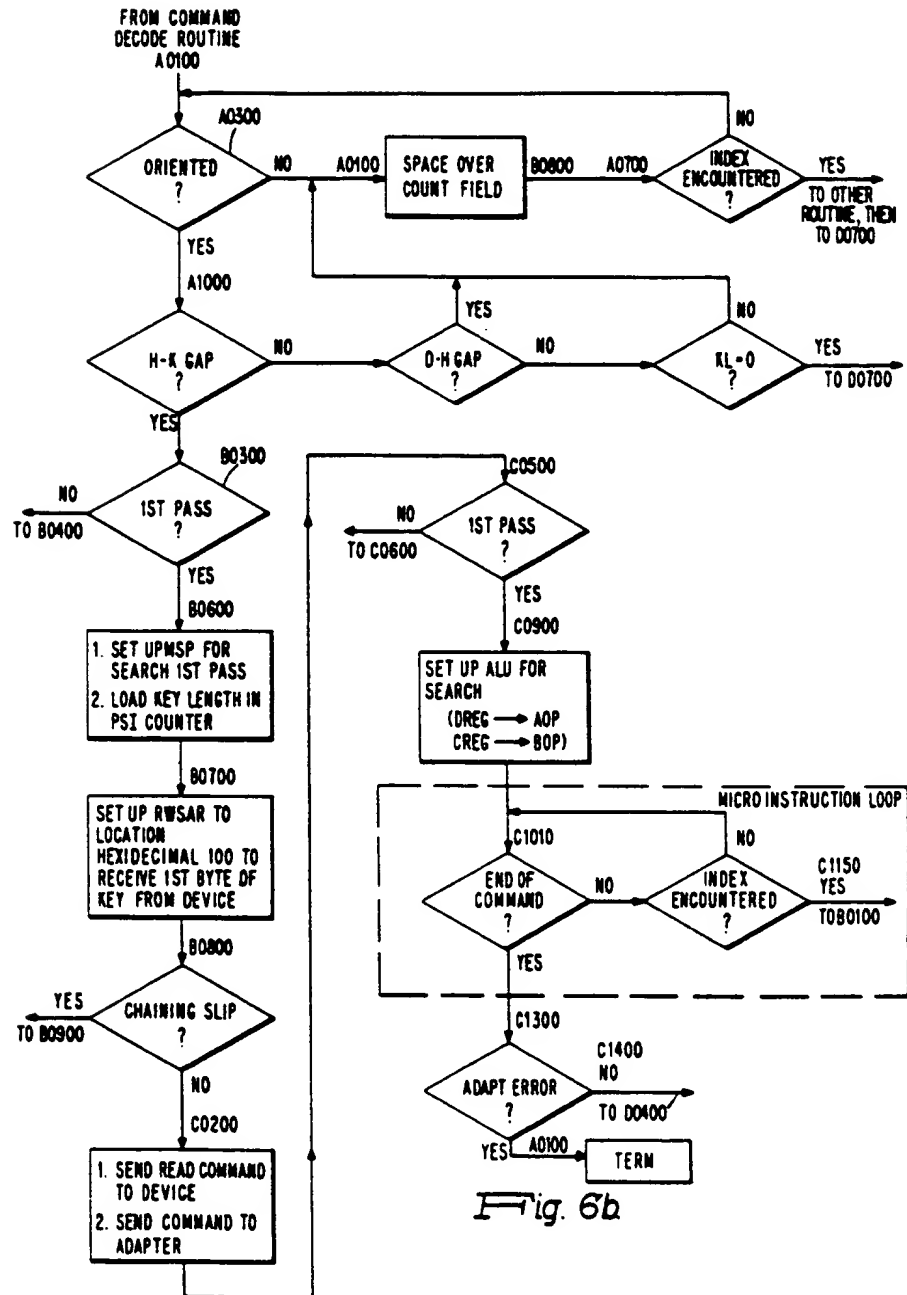 FROM COMMAND
DECODE ROUTINE
A0100
A0300
ORIENTED
?
NO
A0100
SPACE OVER
COUNT FIELD
B0800
A0700
INDEX
ENCOUNTERED
?
NO
YES
TO OTHER
ROUTINE, THEN
TO D0700
YES
A1000
H-K GAP
?
NO
D-H GAP
?
YES
NO
KL=0
?
NO
YES
TO D0700
YES
B0300
1ST PASS
?
NO
TO B0400
YES
B0600
1. SET UPMSP FOR
SEARCH 1ST PASS
2. LOAD KEY LENGTH IN
PSI COUNTER
B0700
SET UP RWSAR TO
LOCATION
HEXIDECIMAL 100 TO
RECEIVE 1ST BYTE OF
KEY FROM DEVICE
B0800
CHAINING SLIP
?
YES
TO B0900
NO
C0200
1. SEND READ COMMAND
TO DEVICE
2. SEND COMMAND TO
ADAPTER
C0500
1ST PASS
?
NO
TO C0600
YES
C0900
SET UP ALU FOR
SEARCH
(DREG → AOP
CREG → BOP)
MICRO INSTRUCTION LOOP
C1010
END OF
COMMAND
?
NO
INDEX
ENCOUNTERED
?
NO
C1150
YES
TO B0100
YES
C1300
ADAPT ERROR
?
C1400
NO
TO D0400
YES
A0100
TERM
Fig. 6b